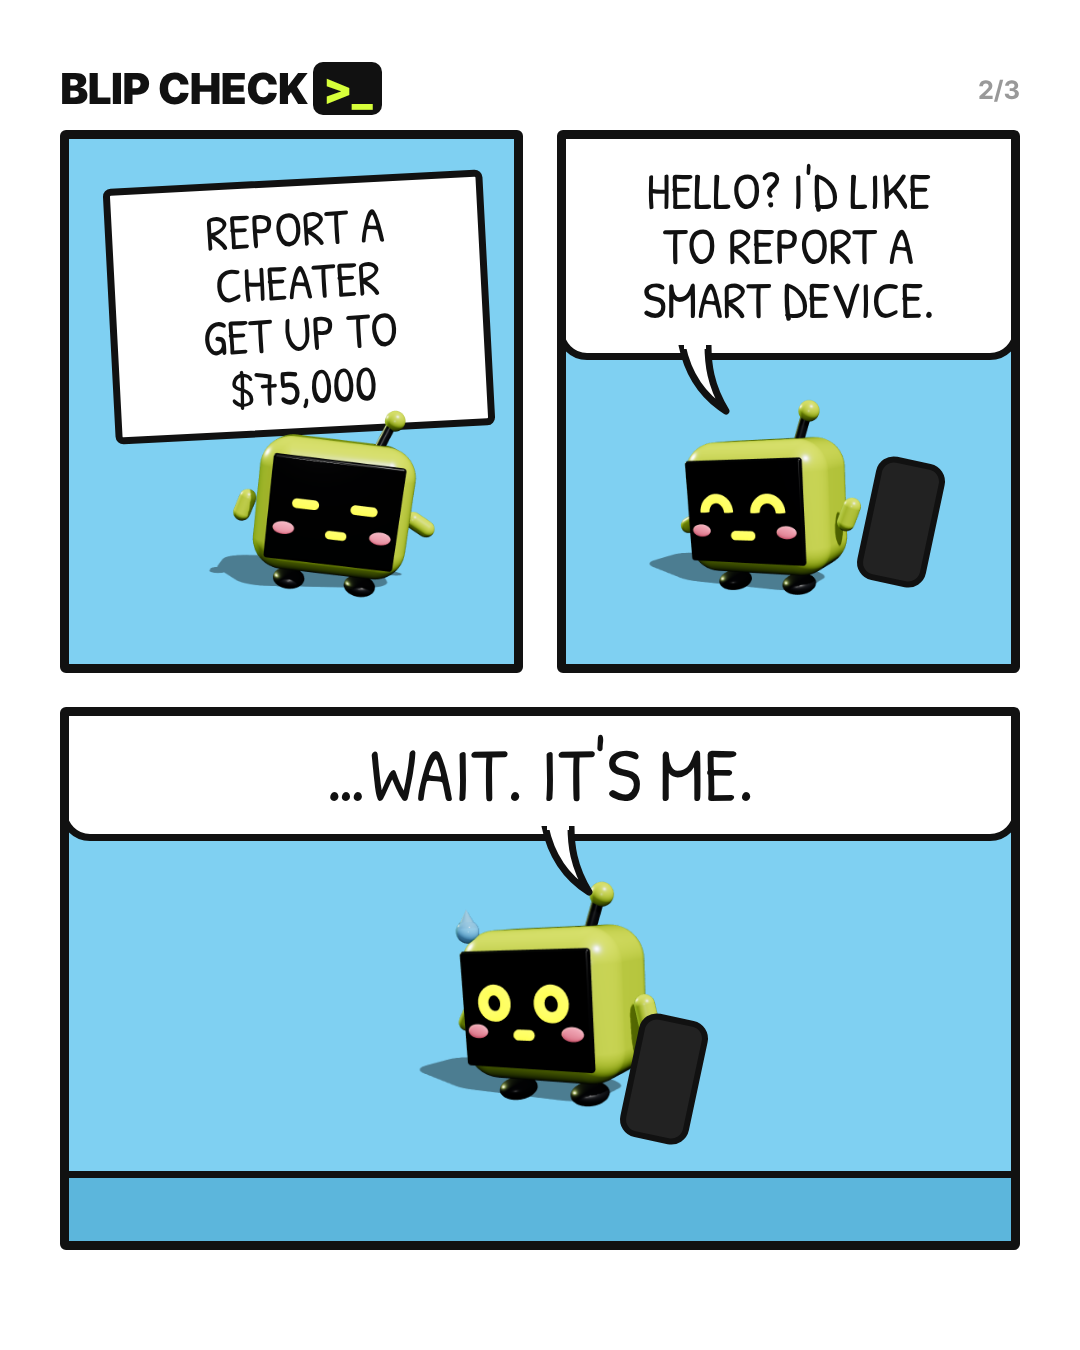 BLIP CHECK >_
2/3
REPORT A
CHEATER
GET UP TO
$75,000
HELLO? I'D LIKE
TO REPORT A
SMART DEVICE.
...WAIT. IT'S ME.